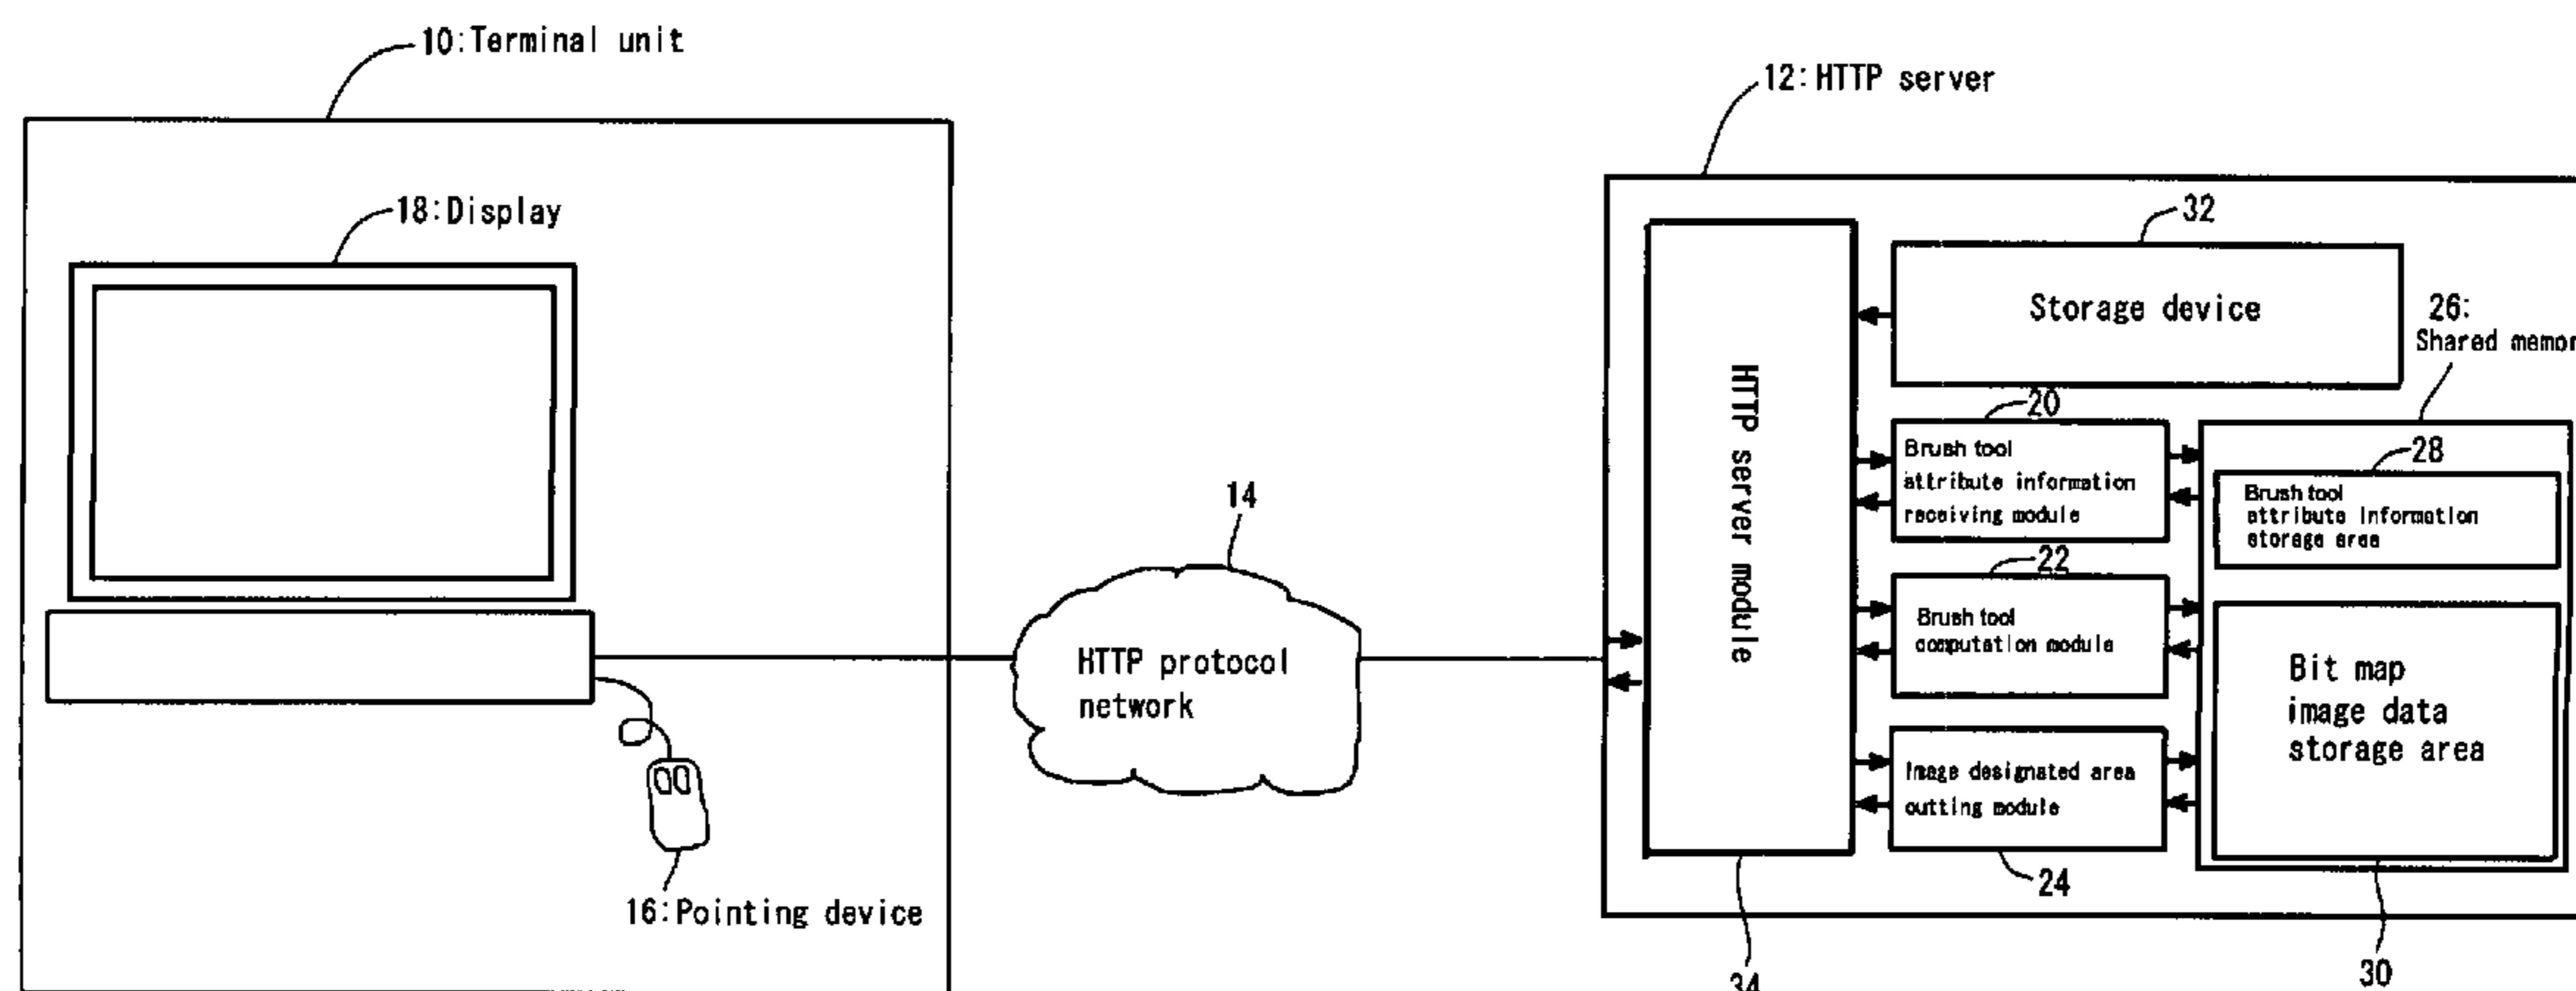 10:Terminal unit
12:HTTP server
18:Display
32
Storage device
26:
Shared memor
HTTP server module
20
Brush tool
attribute information
receiving module
28
Brush tool
attribute information
storage area
14
HTTP protocol
network
22
Brush tool
computation module
Bit map
image data
storage area
Image designated area
cutting module
24
16:Pointing device
34
30